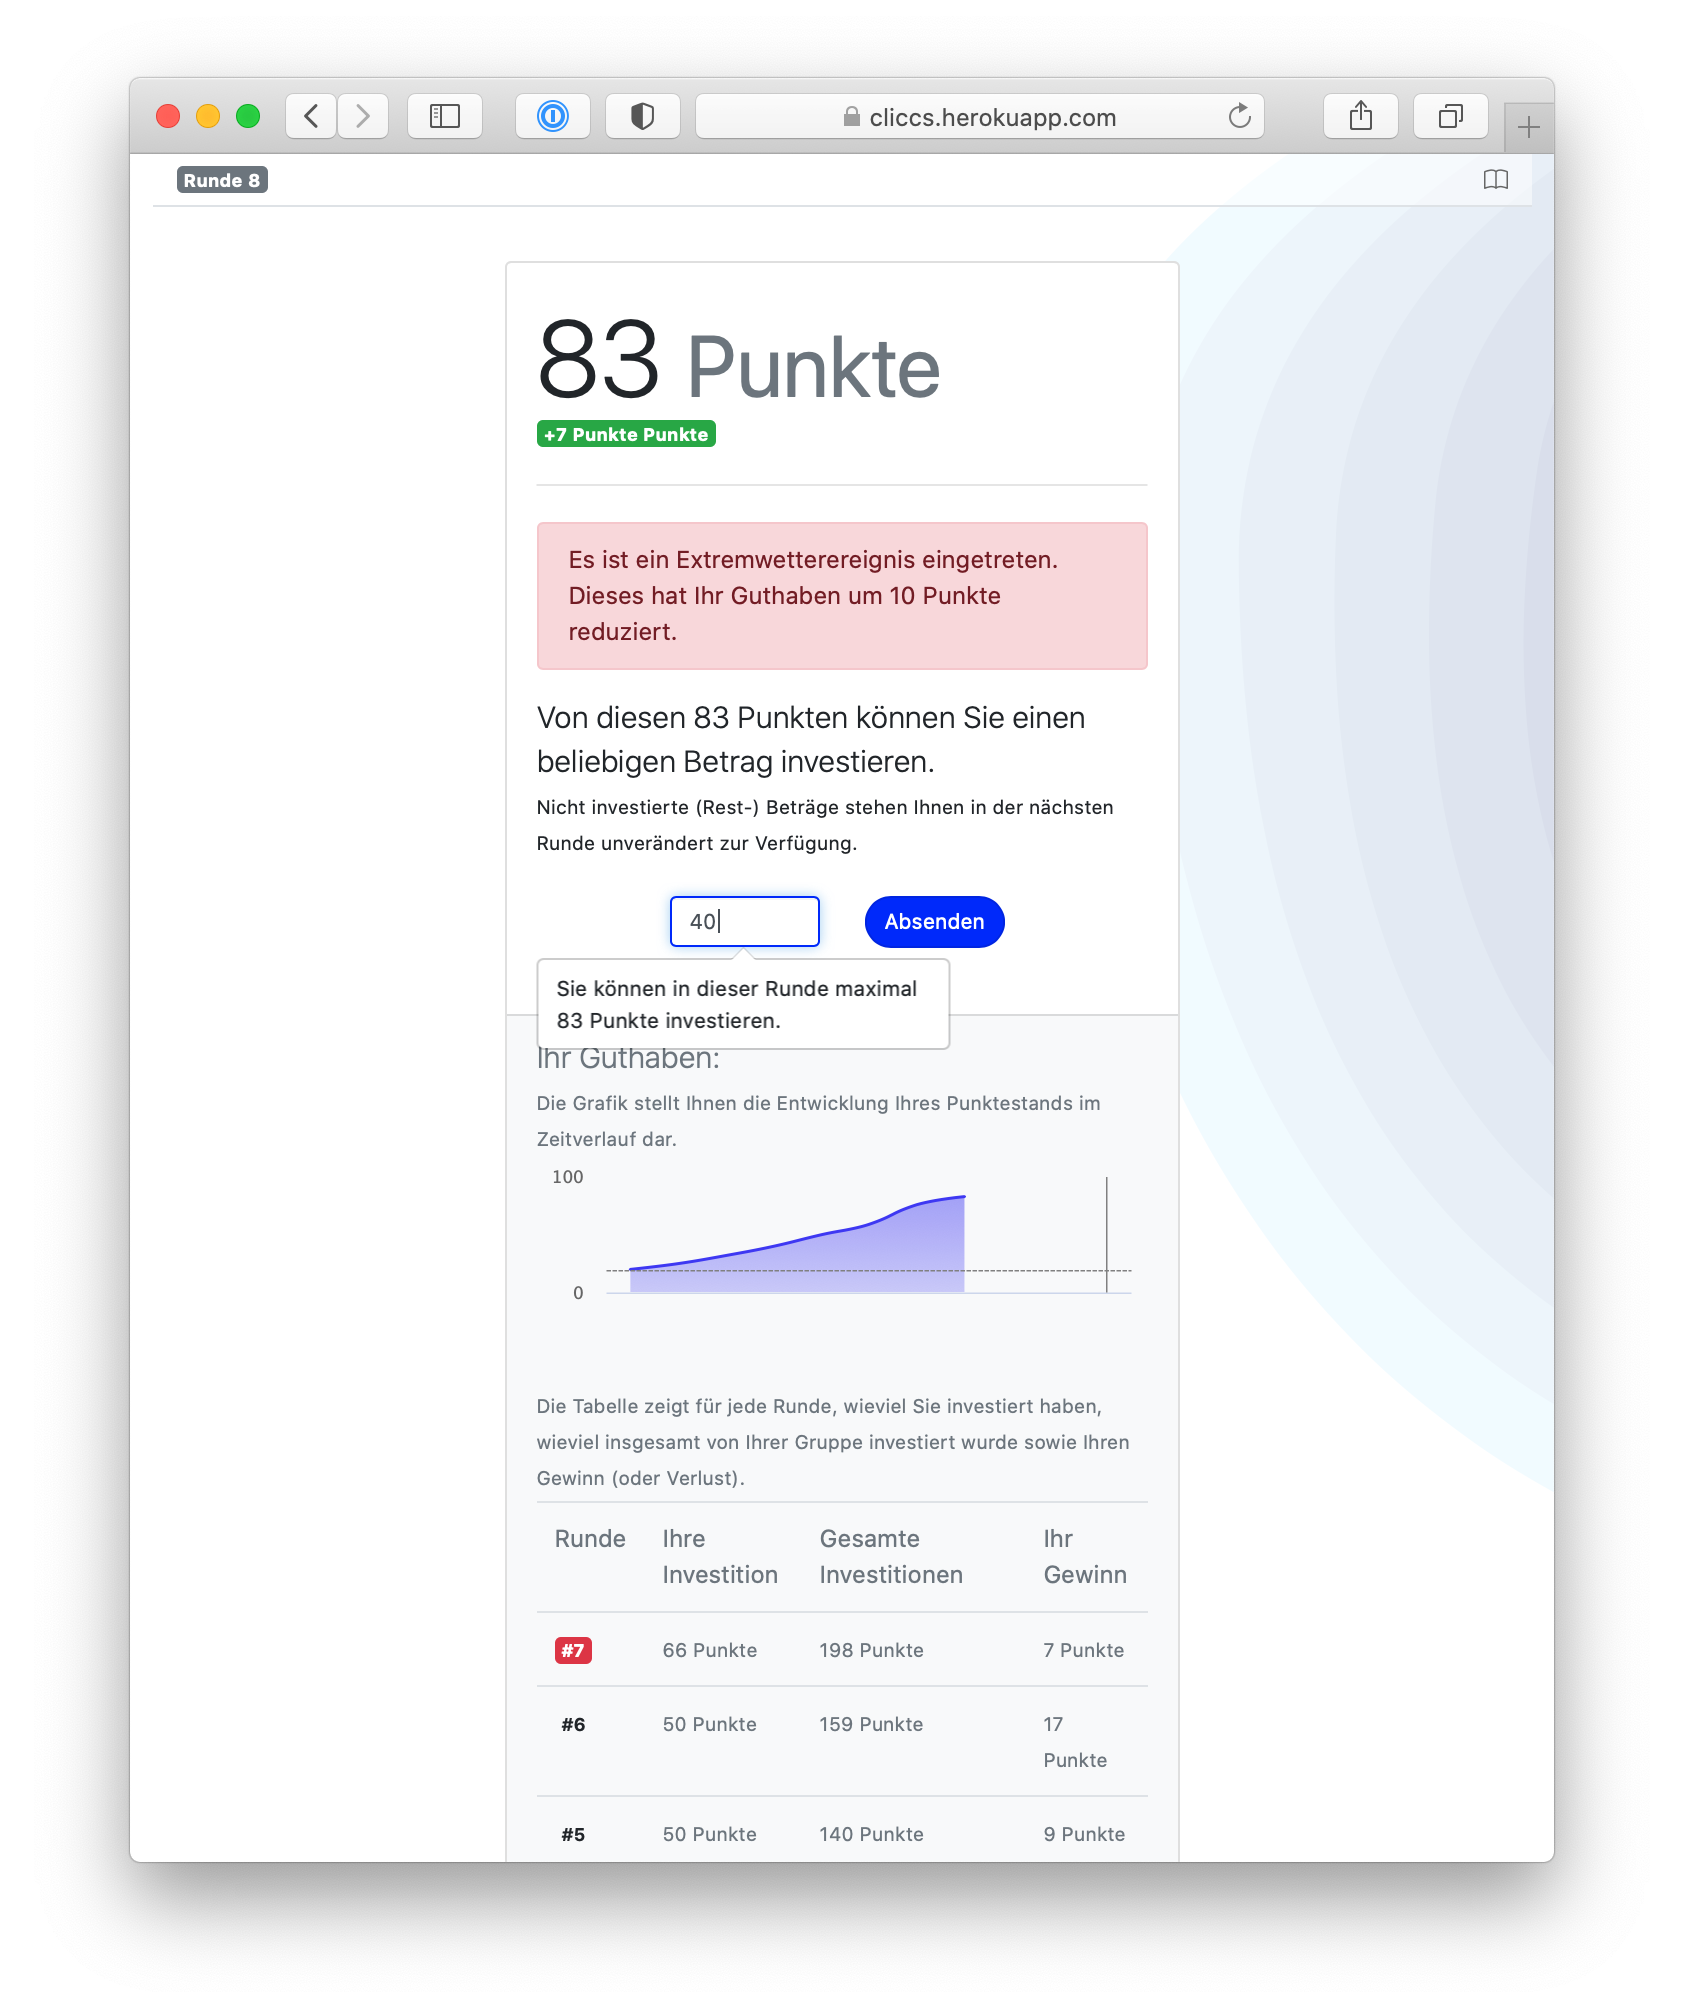 cliccs.herokuapp.com
Runde 8
83 Punkte
+7 Punkte Punkte
Es ist ein Extremwetterereignis eingetreten.
Dieses hat Ihr Guthaben um 10 Punkte
reduziert.
Von diesen 83 Punkten können Sie einen
beliebigen Betrag investieren.
Nicht investierte (Rest-) Beträge stehen Ihnen in der nächsten
Runde unverändert zur Verfügung.
40 Absenden
Sie können in dieser Runde maximal
83 Punkte investieren.
Ihr Guthaben:
Die Grafik stellt Ihnen die Entwicklung Ihres Punktestands im
Zeitverlauf dar.
100
0
Die Tabelle zeigt für jede Runde, wieviel Sie investiert haben,
wieviel insgesamt von Ihrer Gruppe investiert wurde sowie Ihren
Gewinn (oder Verlust).
Runde Ihre Gesamte Ihr
Investition Investitionen Gewinn
#7 66 Punkte 198 Punkte 7 Punkte
#6 50 Punkte 159 Punkte 17
Punkte
#5 50 Punkte 140 Punkte 9 Punkte